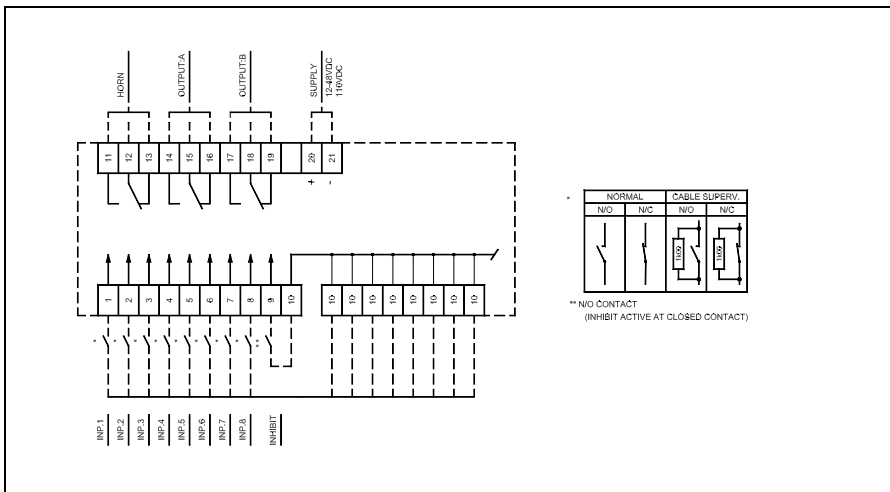 HORN
OUTPUT:A
OUTPUT:B
SUPPLY
12-48VDC
110VDC
11 12 13 14 15 16 17 18 19 20 21
+ -
1 2 3 4 5 6 7 8 9 10 10 10 10 10 10 10 10 10
* * * * * * * * **
INP.1
INP.2
INP.3
INP.4
INP.5
INP.6
INP.7
INP.8
INHIBIT
*
NORMAL CABLE SUPERV.
N/O N/C N/O N/C
1k09 1k09
** N/O CONTACT
(INHIBIT ACTIVE AT CLOSED CONTACT)